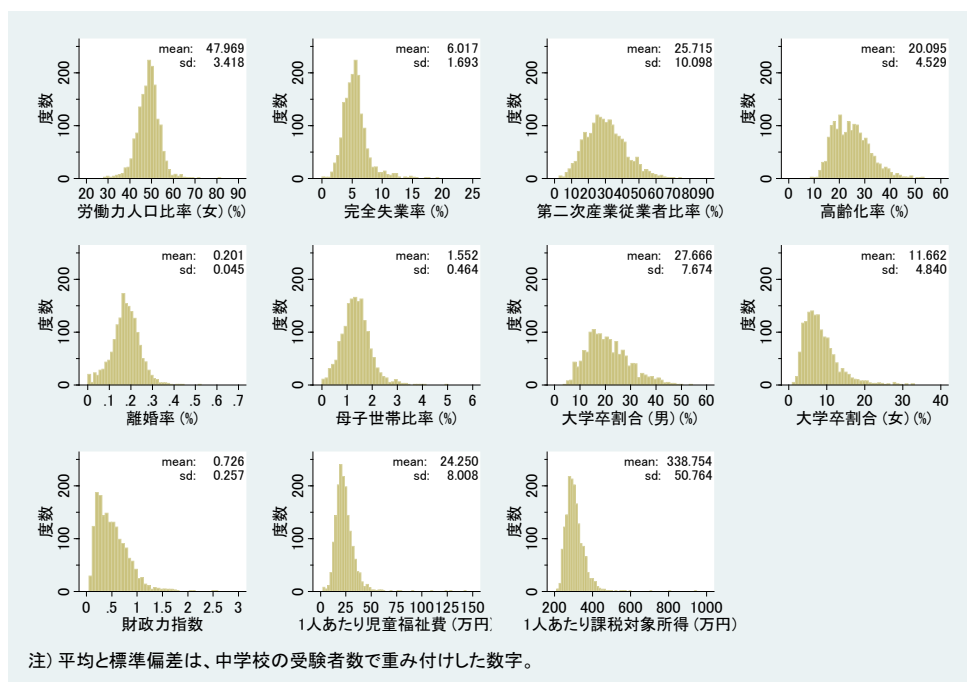 mean: 47.969
sd: 3.418
度数
0 100 200
20 30 40 50 60 70 80 90
労働力人口比率(女)(%)
mean: 6.017
sd: 1.693
度数
0 100 200
0 5 10 15 20 25
完全失業率(%)
mean: 25.715
sd: 10.098
度数
0 100 200
0 10 20 30 40 50 60 70 80 90
第二次産業従業者比率(%)
mean: 20.095
sd: 4.529
度数
0 100 200
0 10 20 30 40 50 60
高齢化率(%)
mean: 0.201
sd: 0.045
度数
0 100 200
0 .1 .2 .3 .4 .5 .6 .7
離婚率(%)
mean: 1.552
sd: 0.464
度数
0 100 200
0 1 2 3 4 5 6
母子世帯比率(%)
mean: 27.666
sd: 7.674
度数
0 100 200
0 10 20 30 40 50 60
大学卒割合(男)(%)
mean: 11.662
sd: 4.840
度数
0 100 200
0 10 20 30 40
大学卒割合(女)(%)
mean: 0.726
sd: 0.257
度数
0 100 200
0 .5 1 1.5 2 2.5 3
財政力指数
mean: 24.250
sd: 8.008
度数
0 100 200
0 25 50 75 100 125 150
1人あたり児童福祉費(万円)
mean: 338.754
sd: 50.764
度数
0 100 200
200 400 600 800 1000
1人あたり課税対象所得(万円)
注)平均と標準偏差は、中学校の受験者数で重み付けした数字。